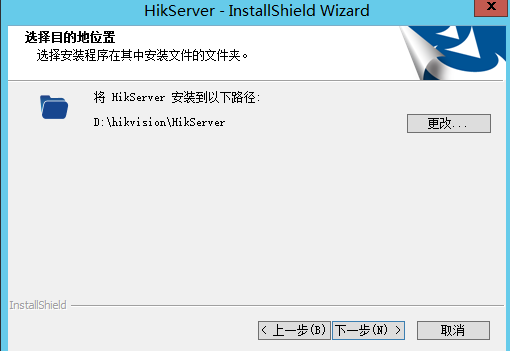 HikServer - InstallShield Wizard
选择目的地位置
选择安装程序在其中安装文件的文件夹。
将 HikServer 安装到以下路径:
D:\hikvision\HikServer
更改...
InstallShield
< 上一步(B) 下一步(N) > 取消